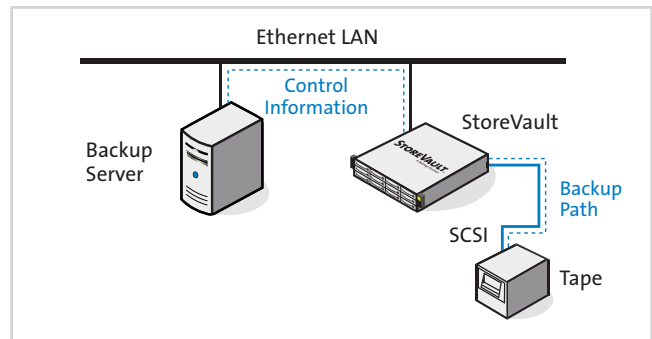 Ethernet LAN
Control
Information
StoreVault
Backup
Server
STOREVAULT
Backup
Path
SCSI
Tape